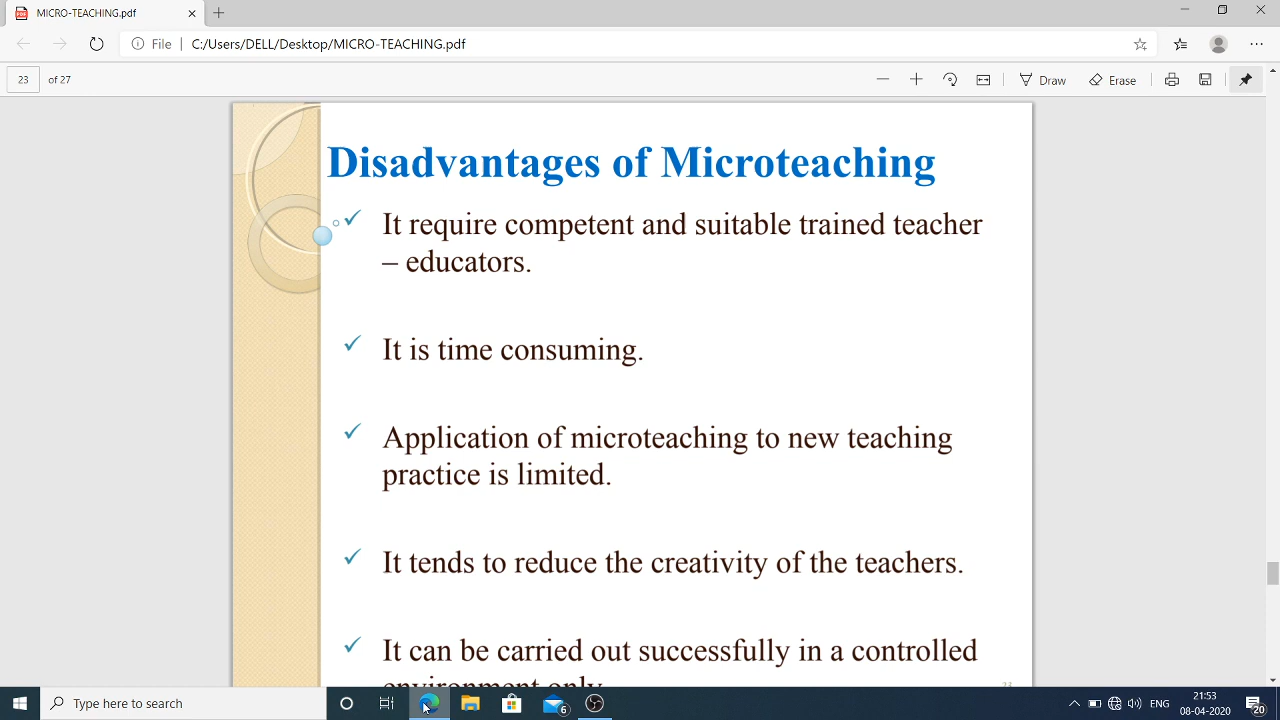 MICRO-TEACHING.pdf
File
C:/Users/DELL/Desktop/MICRO-TEACHING.pdf
23 of 27
Draw
Erase
Disadvantages of Microteaching
It require competent and suitable trained teacher
– educators.
It is time consuming.
Application of microteaching to new teaching
practice is limited.
It tends to reduce the creativity of the teachers.
It can be carried out successfully in a controlled
environment only.
23
Type here to search
6
ENG
21:53
08-04-2020
20